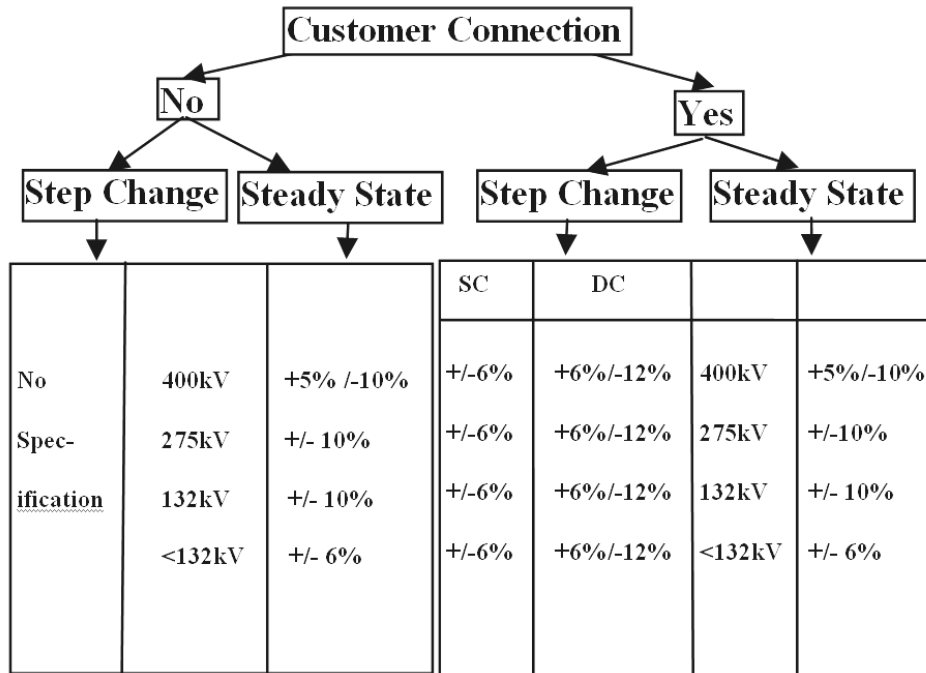 Customer Connection
No
Yes
Step Change
Steady State
Step Change
Steady State
SC DC
No 400kV +5% /-10% +/-6% +6%/-12% 400kV +5%/-10%
Spec- 275kV +/- 10% +/-6% +6%/-12% 275kV +/-10%
ification 132kV +/- 10% +/-6% +6%/-12% 132kV +/- 10%
<132kV +/- 6% +/-6% +6%/-12% <132kV +/- 6%